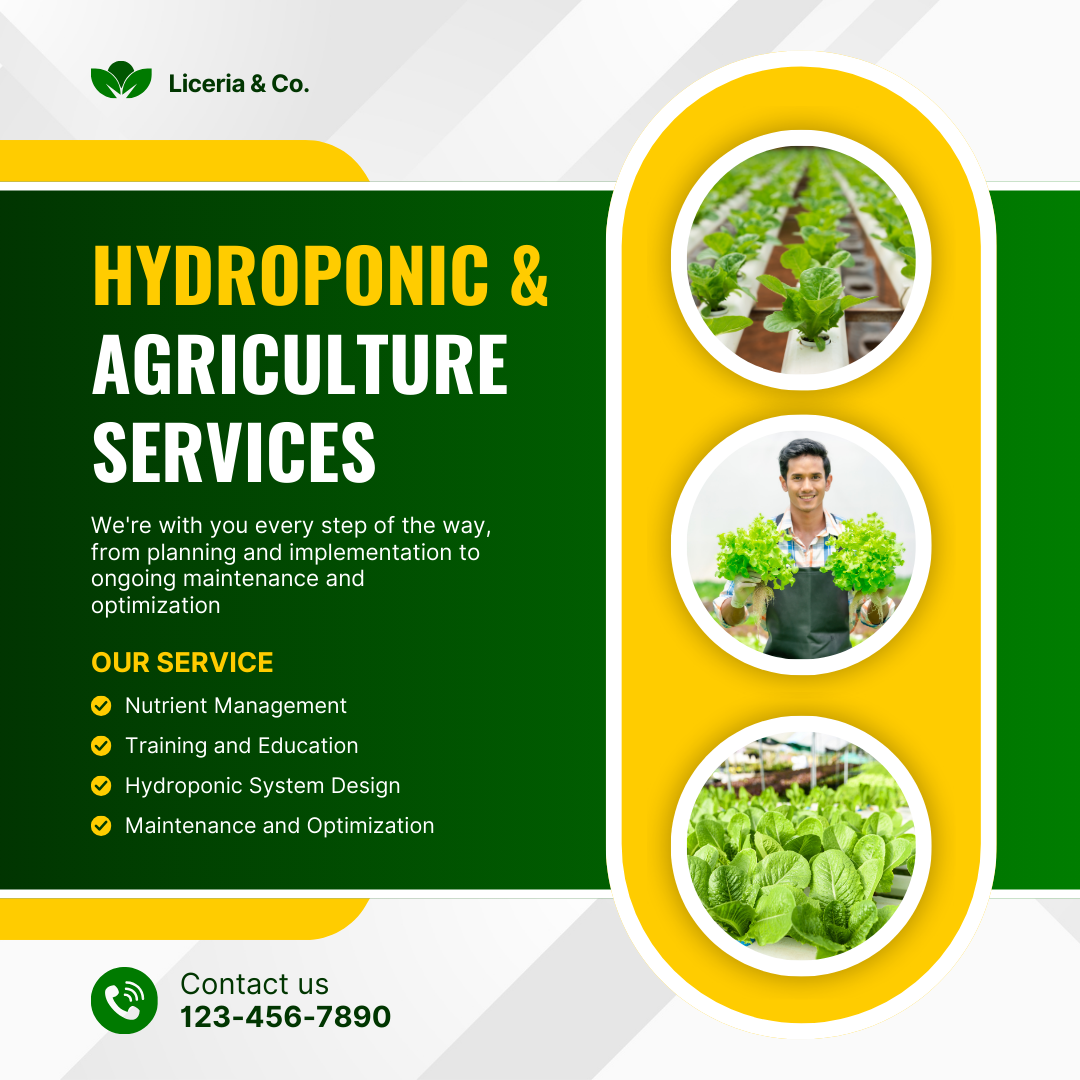 Liceria & Co.
HYDROPONIC &
AGRICULTURE
SERVICES
We're with you every step of the way,
from planning and implementation to
ongoing maintenance and
optimization
OUR SERVICE
Nutrient Management
Training and Education
Hydroponic System Design
Maintenance and Optimization
Contact us
123-456-7890